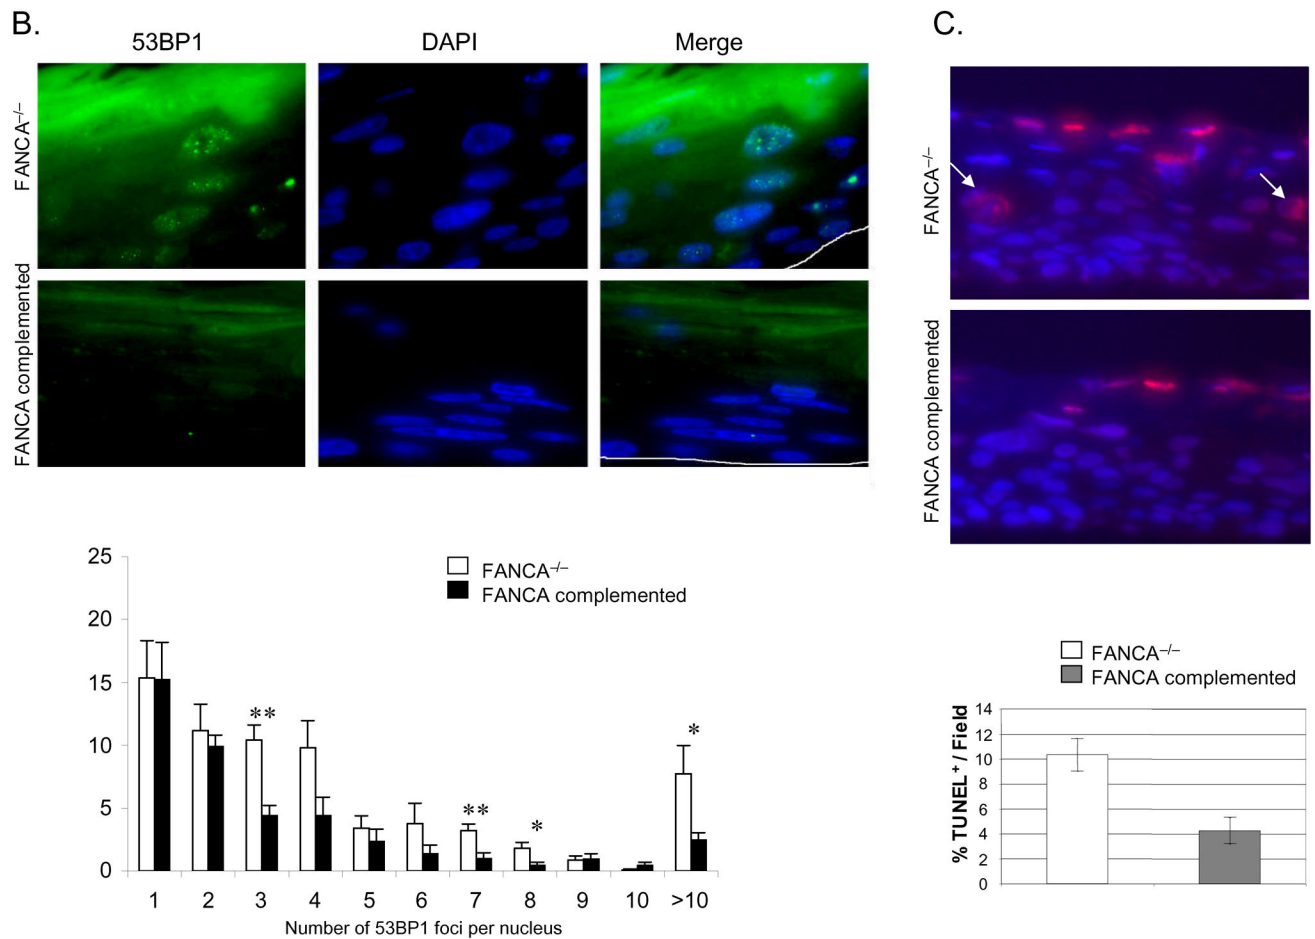 B.
53BP1 DAPI Merge
FANCA–/–
FANCA complemented
25
20
15
10
5
0
FANCA–/–
FANCA complemented
**
**
*
*
1 2 3 4 5 6 7 8 9 10 >10
Number of 53BP1 foci per nucleus
C.
FANCA–/–
FANCA complemented
FANCA–/–
FANCA complemented
% TUNEL+ / Field
14
12
10
8
6
4
2
0